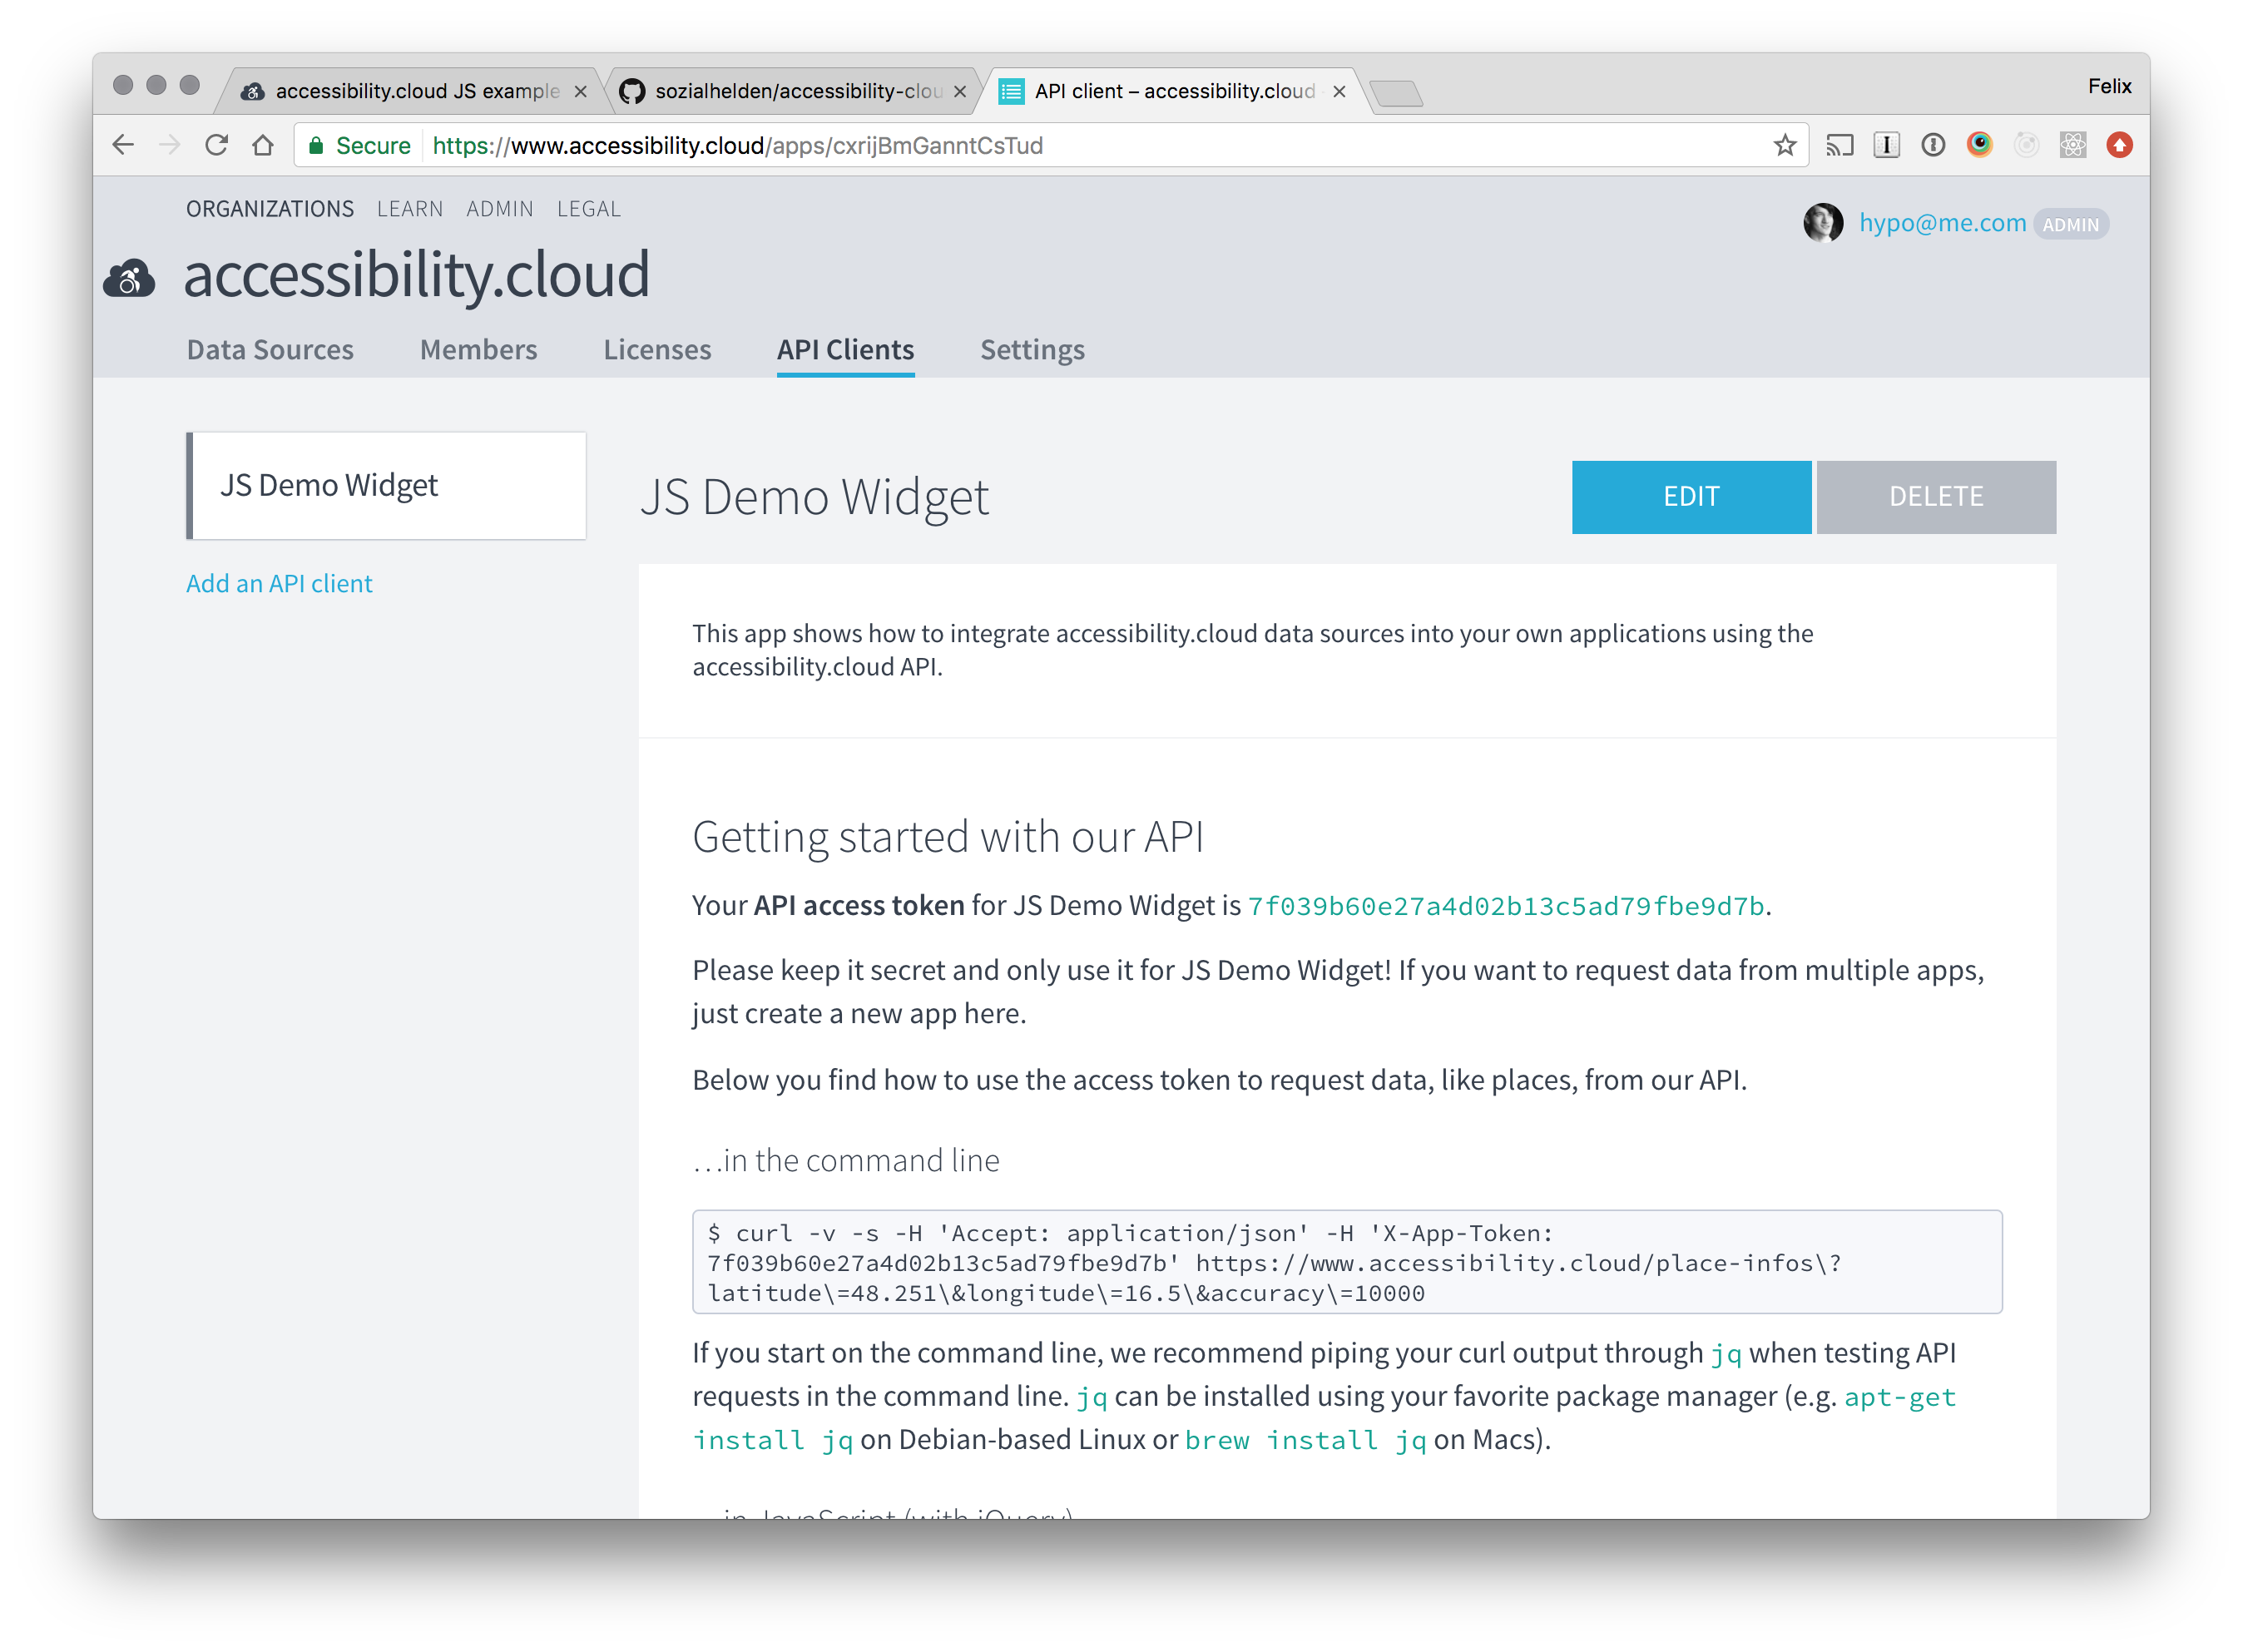 accessibility.cloud JS example
sozialhelden/accessibility-clou
API client – accessibility.cloud
Felix
Secure https://www.accessibility.cloud/apps/cxrijBmGanntCsTud
ORGANIZATIONS LEARN ADMIN LEGAL
hypo@me.com ADMIN
accessibility.cloud
Data Sources Members Licenses API Clients Settings
JS Demo Widget
Add an API client
JS Demo Widget
EDIT DELETE
This app shows how to integrate accessibility.cloud data sources into your own applications using the
accessibility.cloud API.
Getting started with our API
Your API access token for JS Demo Widget is 7f039b60e27a4d02b13c5ad79fbe9d7b.
Please keep it secret and only use it for JS Demo Widget! If you want to request data from multiple apps,
just create a new app here.
Below you find how to use the access token to request data, like places, from our API.
…in the command line
$ curl -v -s -H 'Accept: application/json' -H 'X-App-Token:
7f039b60e27a4d02b13c5ad79fbe9d7b' https://www.accessibility.cloud/place-infos\?
latitude\=48.251\&longitude\=16.5\&accuracy\=10000
If you start on the command line, we recommend piping your curl output through jq when testing API
requests in the command line. jq can be installed using your favorite package manager (e.g. apt-get
install jq on Debian-based Linux or brew install jq on Macs).
in JavaScript (with jQuery)